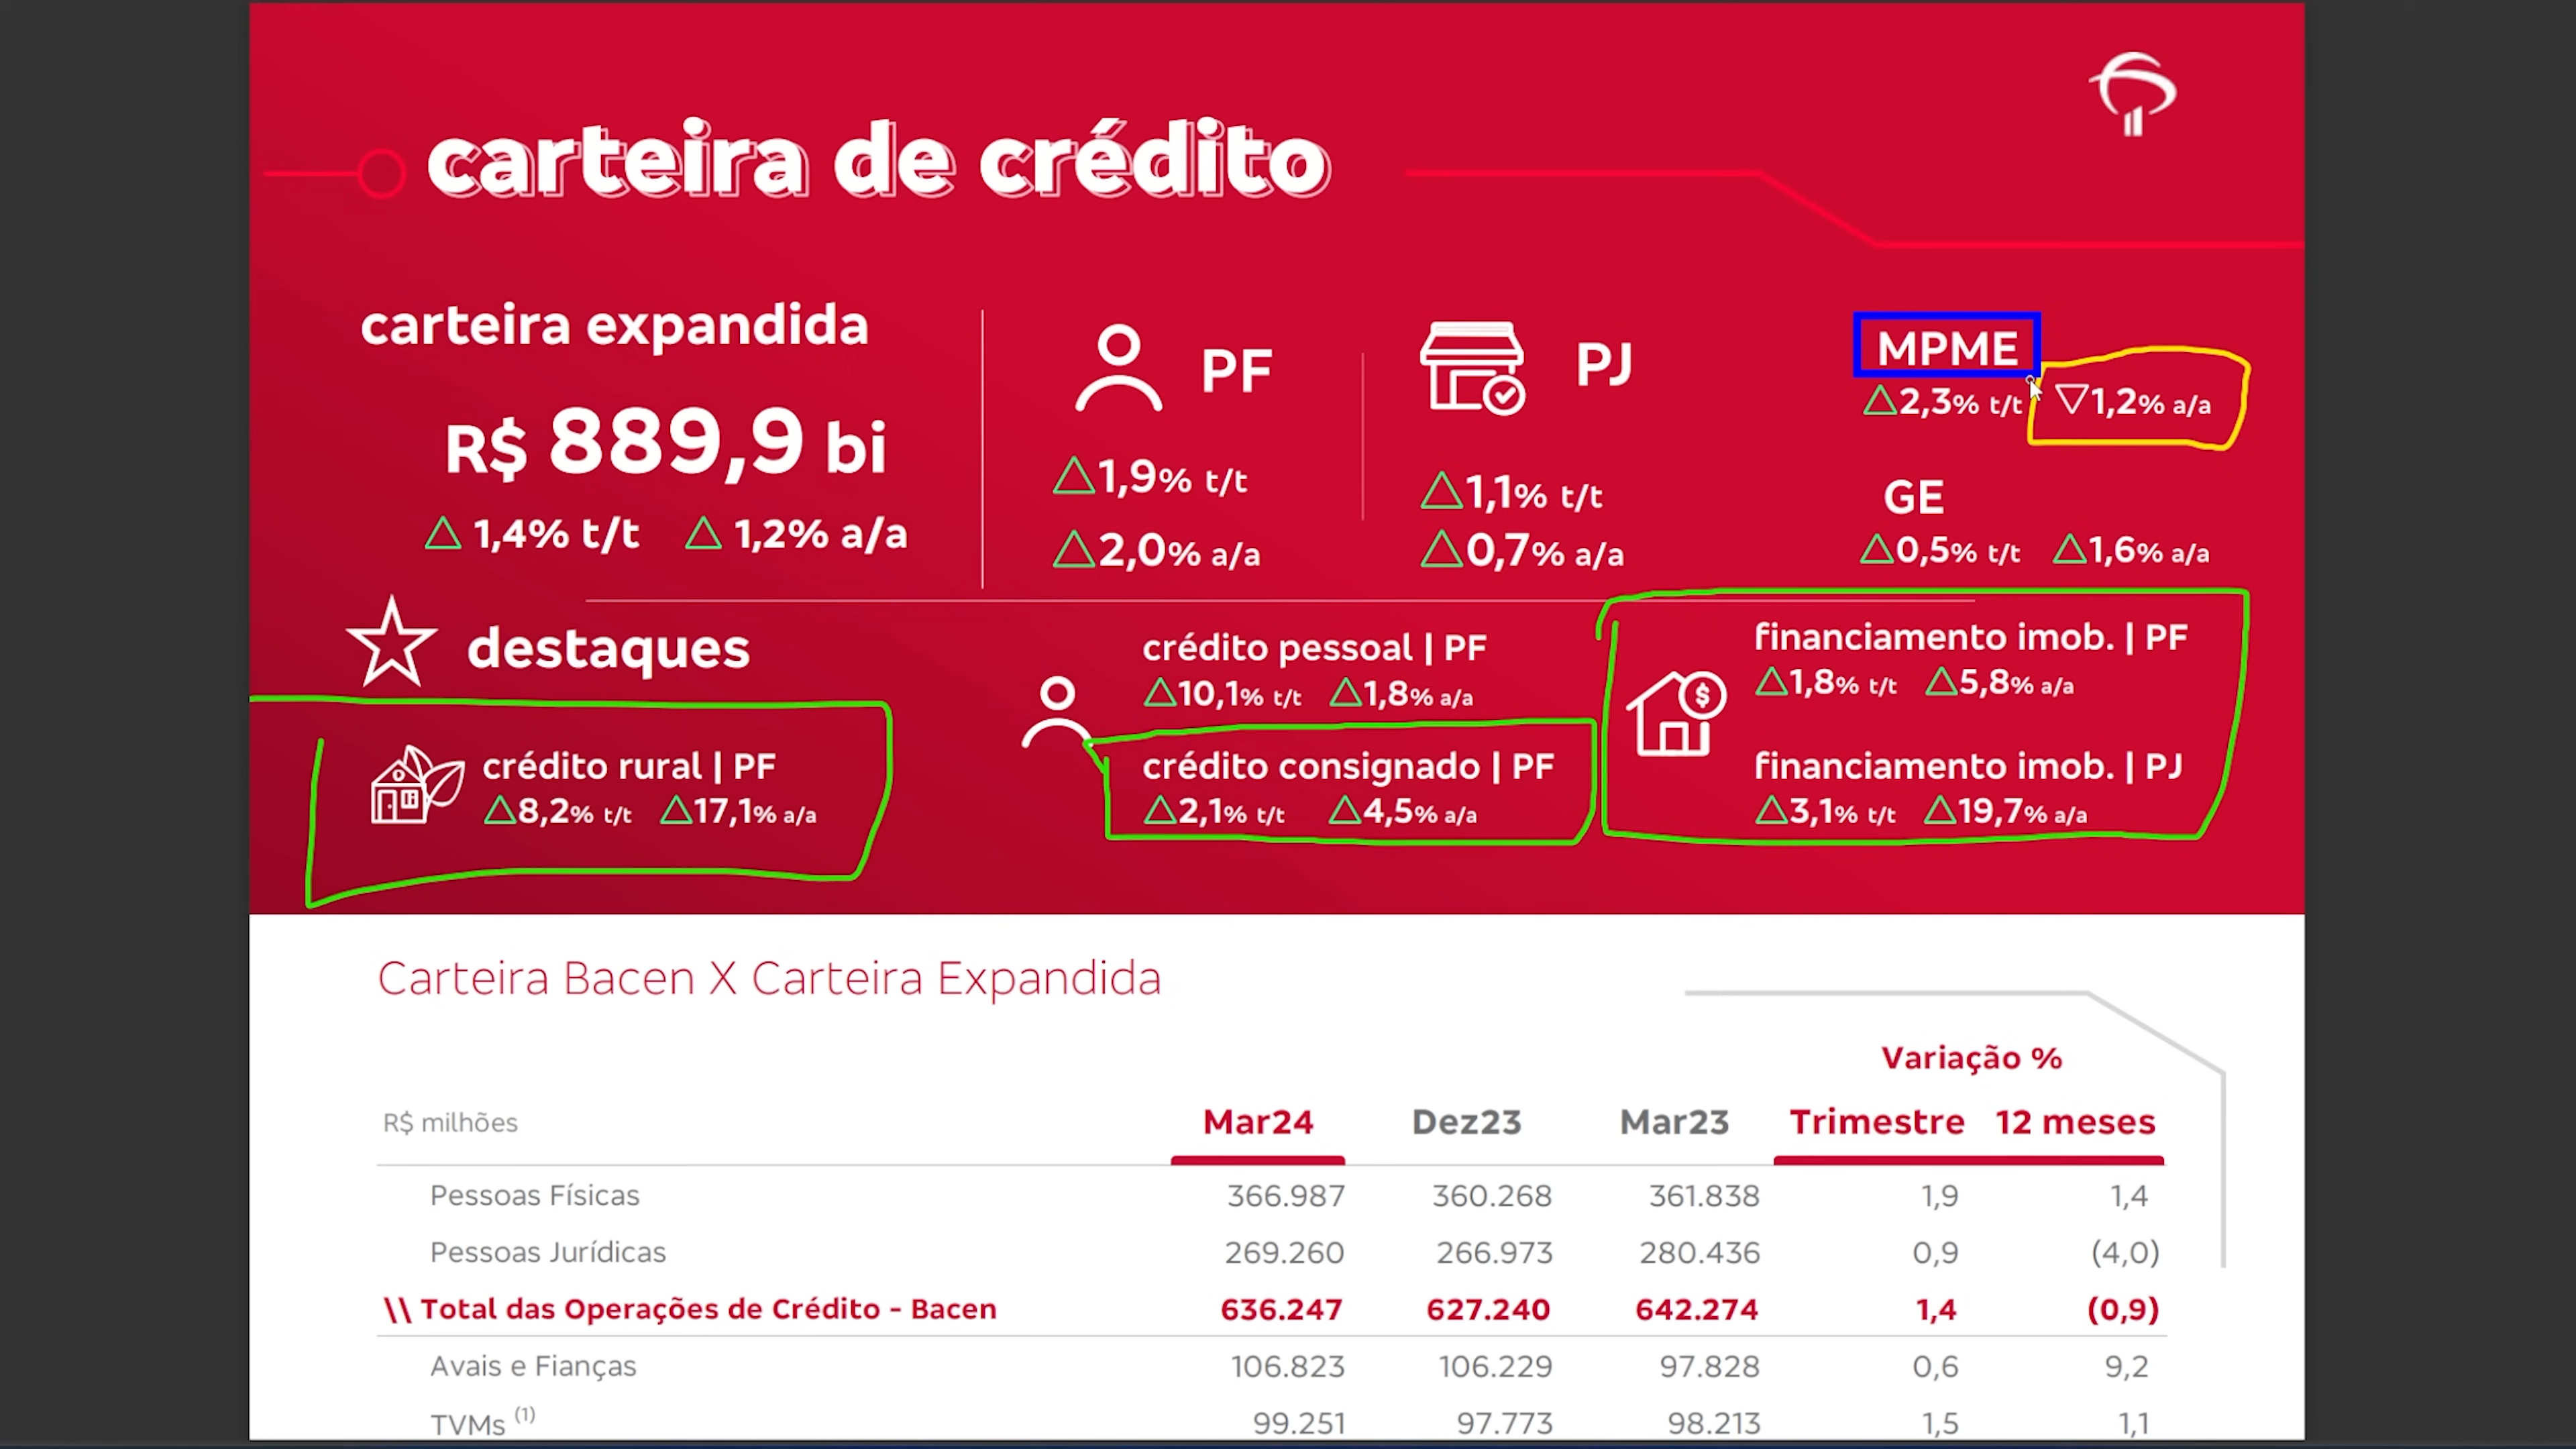 carteira de crédito
carteira expandida
R$ 889,9 bi
1,4% t/t 1,2% a/a
PF
1,9% t/t
2,0% a/a
PJ
1,1% t/t
0,7% a/a
MPME
2,3% t/t 1,2% a/a
GE
0,5% t/t 1,6% a/a
destaques
crédito rural | PF
8,2% t/t 17,1% a/a
crédito pessoal | PF
10,1% t/t 1,8% a/a
crédito consignado | PF
2,1% t/t 4,5% a/a
financiamento imob. | PF
1,8% t/t 5,8% a/a
financiamento imob. | PJ
3,1% t/t 19,7% a/a
Carteira Bacen X Carteira Expandida
Variação %
R$ milhões Mar24 Dez23 Mar23 Trimestre 12 meses
Pessoas Físicas 366.987 360.268 361.838 1,9 1,4
Pessoas Jurídicas 269.260 266.973 280.436 0,9 (4,0)
\\ Total das Operações de Crédito - Bacen 636.247 627.240 642.274 1,4 (0,9)
Avais e Fianças 106.823 106.229 97.828 0,6 9,2
TVMs (1) 99.251 97.773 98.213 1,5 1,1